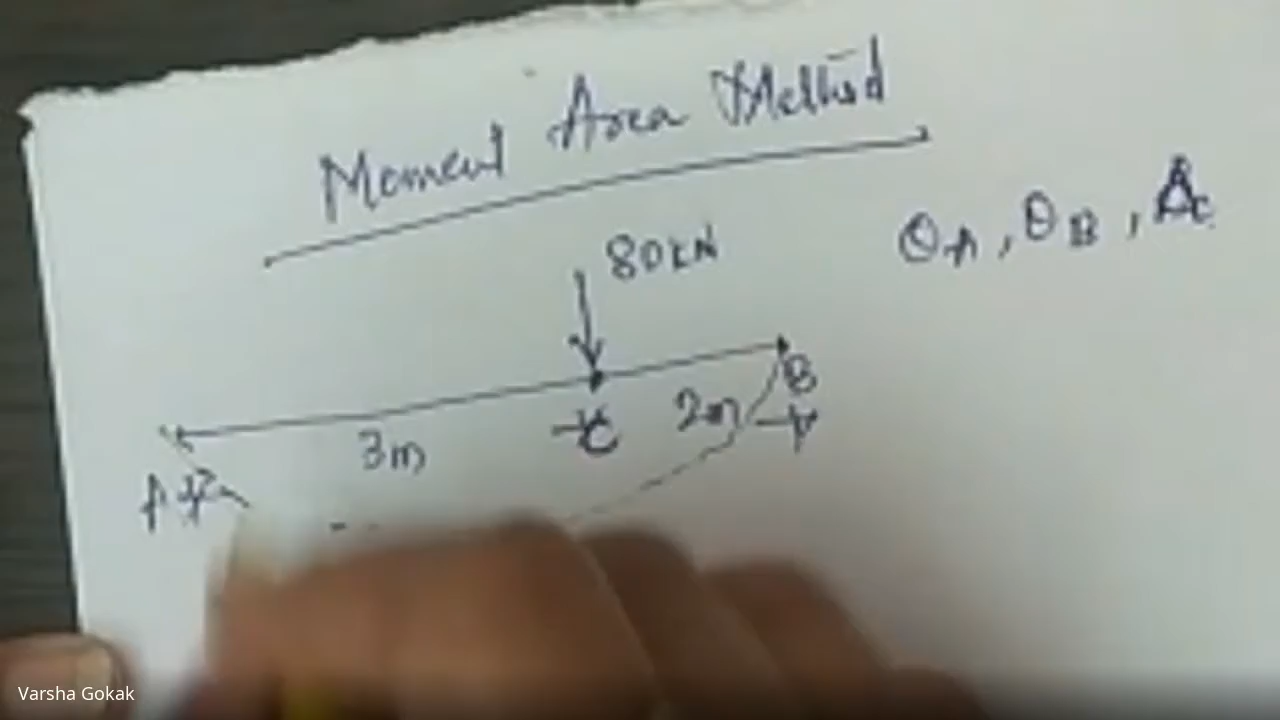 Moment Area Method
80kN
θA, θB, Δc
3m
C
2m
B
A
Varsha Gokak